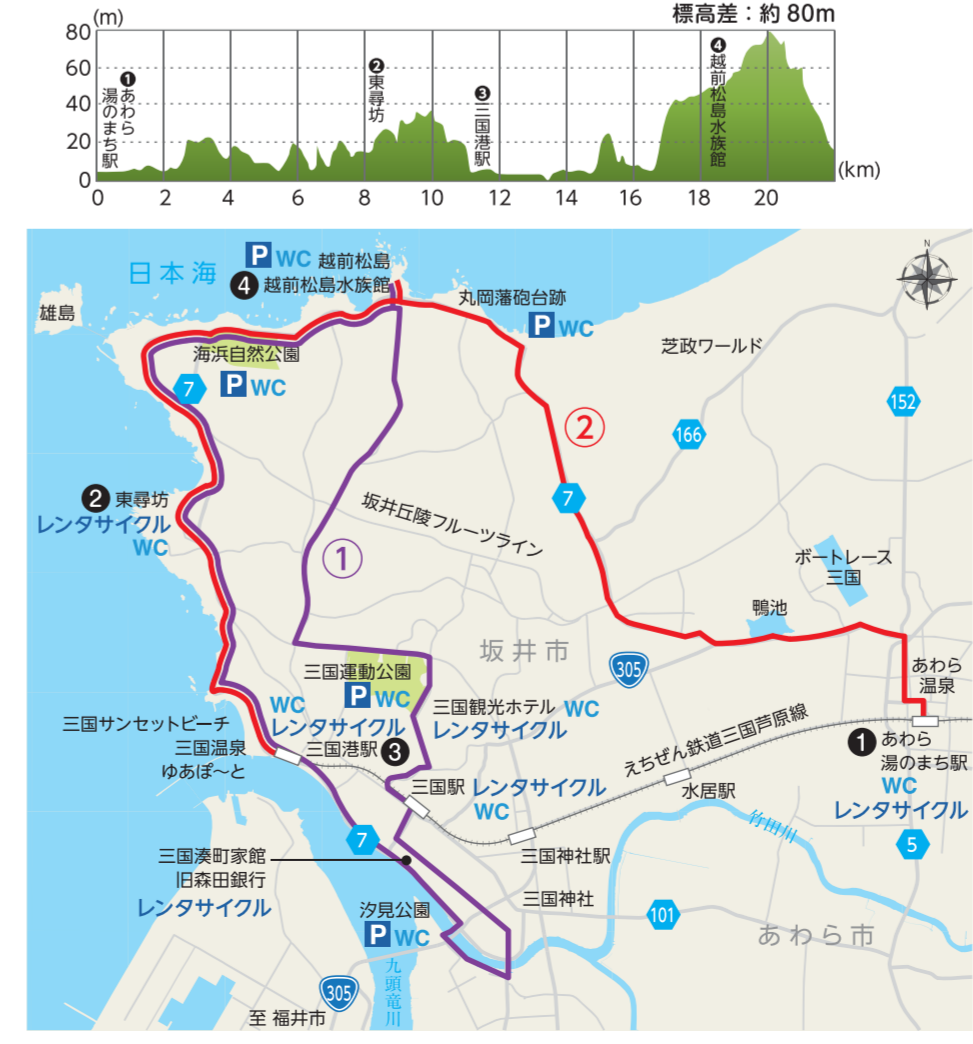 標高差：約 80m
80 (m)
60
40
20
0
❶あわら湯のまち駅
❷東尋坊
❸三国港駅
❹越前松島水族館
0 2 4 6 8 10 12 14 16 18 20
(km)
日本海
P WC 越前松島
❹ 越前松島水族館
雄島
丸岡藩砲台跡
P WC
N
海浜自然公園
P WC
7
芝政ワールド
152
166
②
7
❷ 東尋坊
レンタサイクル
WC
坂井丘陵フルーツライン
①
ボートレース
三国
鴨池
坂井市
305
あわら
温泉
三国運動公園
P WC
WC
レンタサイクル
三国港駅 ❸
三国観光ホテル WC
レンタサイクル
三国サンセットビーチ
三国温泉
ゆあぽ〜と
えちぜん鉄道三国芦原線
❶ あわら
湯のまち駅
WC
レンタサイクル
三国駅 レンタサイクル
WC
水居駅
竹田川
7
5
三国湊町家館
旧森田銀行
レンタサイクル
三国神社駅
三国神社
汐見公園
P WC
101
あわら市
九頭竜川
305
至 福井市